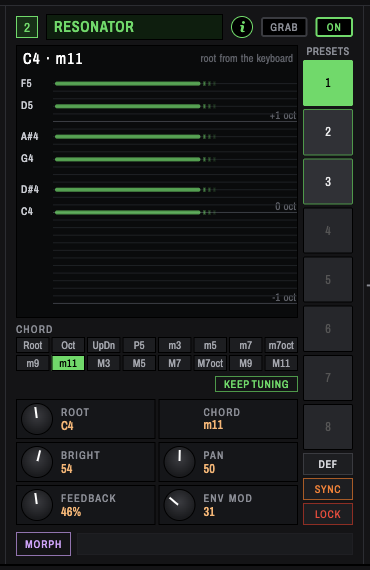 2 RESONATOR i GRAB ON
C4 · m11 root from the keyboard PRESETS
F5
D5
+1 oct
A#4
G4
D#4
C4 0 oct
-1 oct
1
2
3
4
5
6
7
8
CHORD
Root Oct UpDn P5 m3 m5 m7 m7oct
m9 m11 M3 M5 M7 M7oct M9 M11
KEEP TUNING
ROOT CHORD
C4 m11
BRIGHT PAN
54 50
FEEDBACK ENV MOD
46% 31
DEF
SYNC
LOCK
MORPH